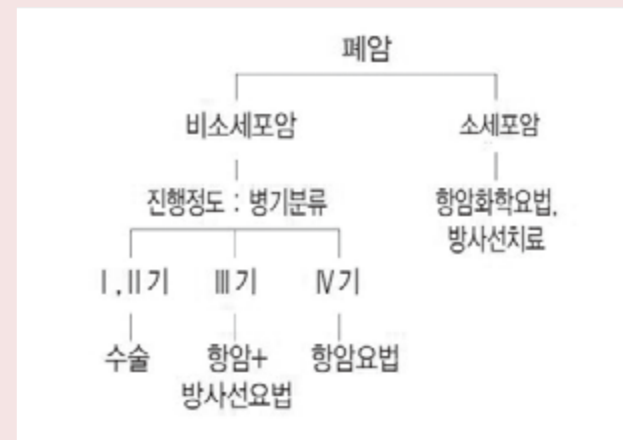 폐암
비소세포암 소세포암
진행정도 : 병기분류 항암화학요법,
방사선치료
Ⅰ,Ⅱ기 Ⅲ기 Ⅳ기
수술 항암+ 항암요법
방사선요법